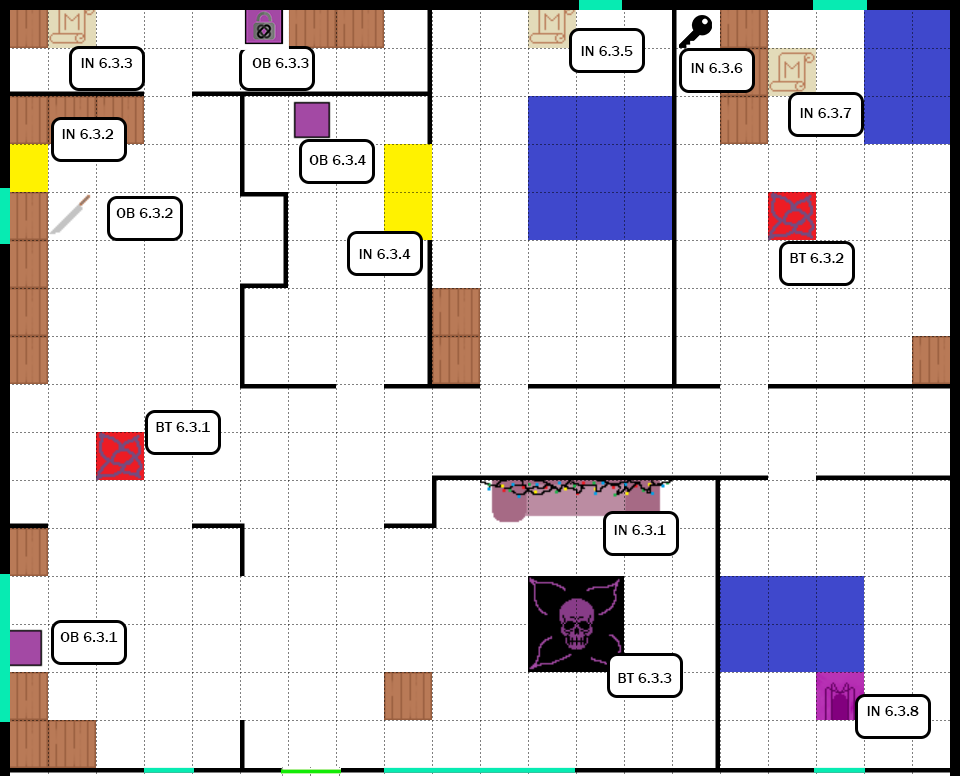 IN 6.3.3
OB 6.3.3
IN 6.3.5
IN 6.3.6
IN 6.3.7
IN 6.3.2
OB 6.3.4
OB 6.3.2
IN 6.3.4
BT 6.3.2
BT 6.3.1
IN 6.3.1
OB 6.3.1
BT 6.3.3
IN 6.3.8